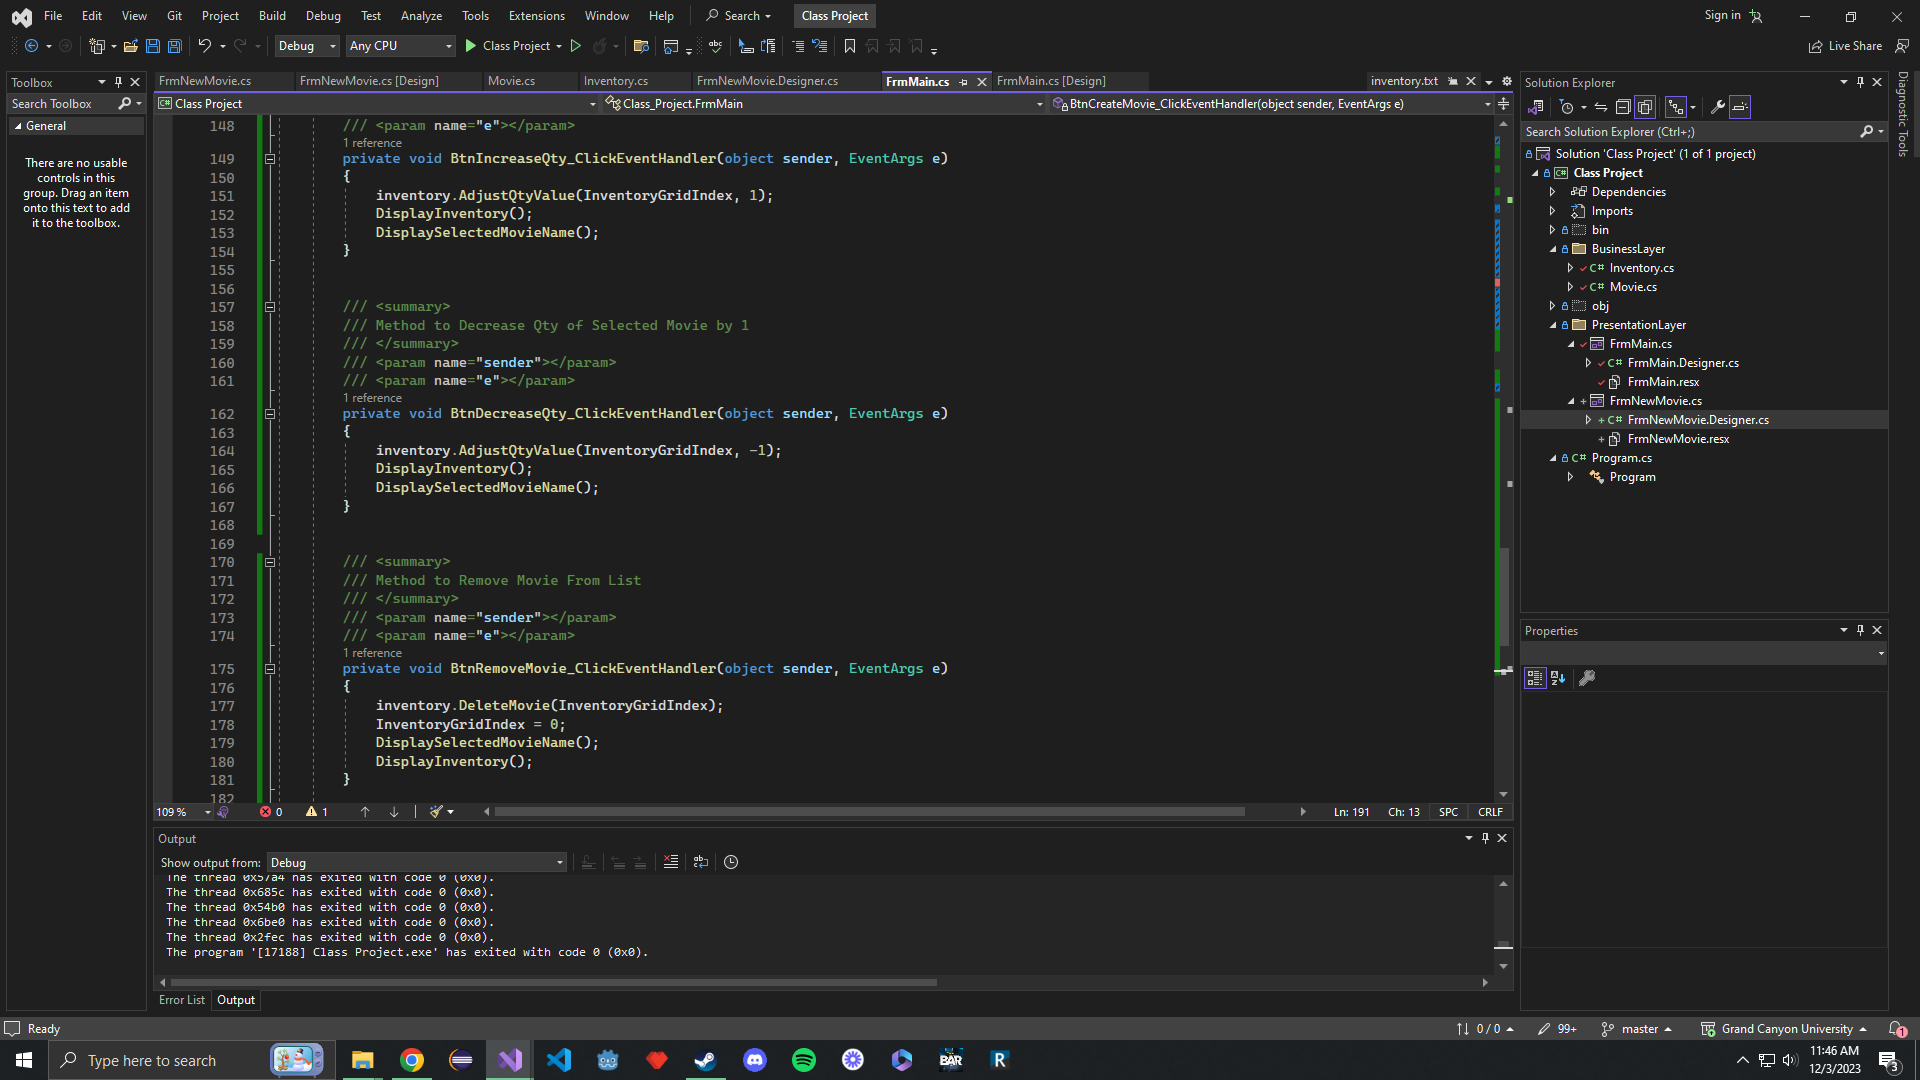 File Edit View Git Project Build Debug Test Analyze Tools Extensions Window Help Search Class Project Sign in
Debug Any CPU Class Project Live Share
Toolbox
Search Toolbox
General
There are no usable
controls in this
group. Drag an item
onto this text to add
it to the toolbox.
FrmNewMovie.cs FrmNewMovie.cs [Design] Movie.cs Inventory.cs FrmNewMovie.Designer.cs FrmMain.cs FrmMain.cs [Design] inventory.txt
Class Project Class_Project.FrmMain BtnCreateMovie_ClickEventHandler(object sender, EventArgs e)
148 /// <param name="e"></param>
1 reference
149 private void BtnIncreaseQty_ClickEventHandler(object sender, EventArgs e)
150 {
151 inventory.AdjustQtyValue(InventoryGridIndex, 1);
152 DisplayInventory();
153 DisplaySelectedMovieName();
154 }
155
156
157 /// <summary>
158 /// Method to Decrease Qty of Selected Movie by 1
159 /// </summary>
160 /// <param name="sender"></param>
161 /// <param name="e"></param>
1 reference
162 private void BtnDecreaseQty_ClickEventHandler(object sender, EventArgs e)
163 {
164 inventory.AdjustQtyValue(InventoryGridIndex, -1);
165 DisplayInventory();
166 DisplaySelectedMovieName();
167 }
168
169
170 /// <summary>
171 /// Method to Remove Movie From List
172 /// </summary>
173 /// <param name="sender"></param>
174 /// <param name="e"></param>
1 reference
175 private void BtnRemoveMovie_ClickEventHandler(object sender, EventArgs e)
176 {
177 inventory.DeleteMovie(InventoryGridIndex);
178 InventoryGridIndex = 0;
179 DisplaySelectedMovieName();
180 DisplayInventory();
181 }
182
109 % 0 1 Ln: 191 Ch: 13 SPC CRLF
Output
Show output from: Debug
The thread 0x57a4 has exited with code 0 (0x0).
The thread 0x685c has exited with code 0 (0x0).
The thread 0x54b0 has exited with code 0 (0x0).
The thread 0x6be0 has exited with code 0 (0x0).
The thread 0x2fec has exited with code 0 (0x0).
The program '[17188] Class Project.exe' has exited with code 0 (0x0).
Error List Output
Solution Explorer
Search Solution Explorer (Ctrl+;)
Solution 'Class Project' (1 of 1 project)
C# Class Project
Dependencies
Imports
bin
BusinessLayer
C# Inventory.cs
C# Movie.cs
obj
PresentationLayer
FrmMain.cs
C# FrmMain.Designer.cs
FrmMain.resx
FrmNewMovie.cs
C# FrmNewMovie.Designer.cs
FrmNewMovie.resx
C# Program.cs
Program
Properties
Diagnostic Tools
Ready 0 / 0 99+ master Grand Canyon University 1
Type here to search BAR R 11:46 AM
12/3/2023 3